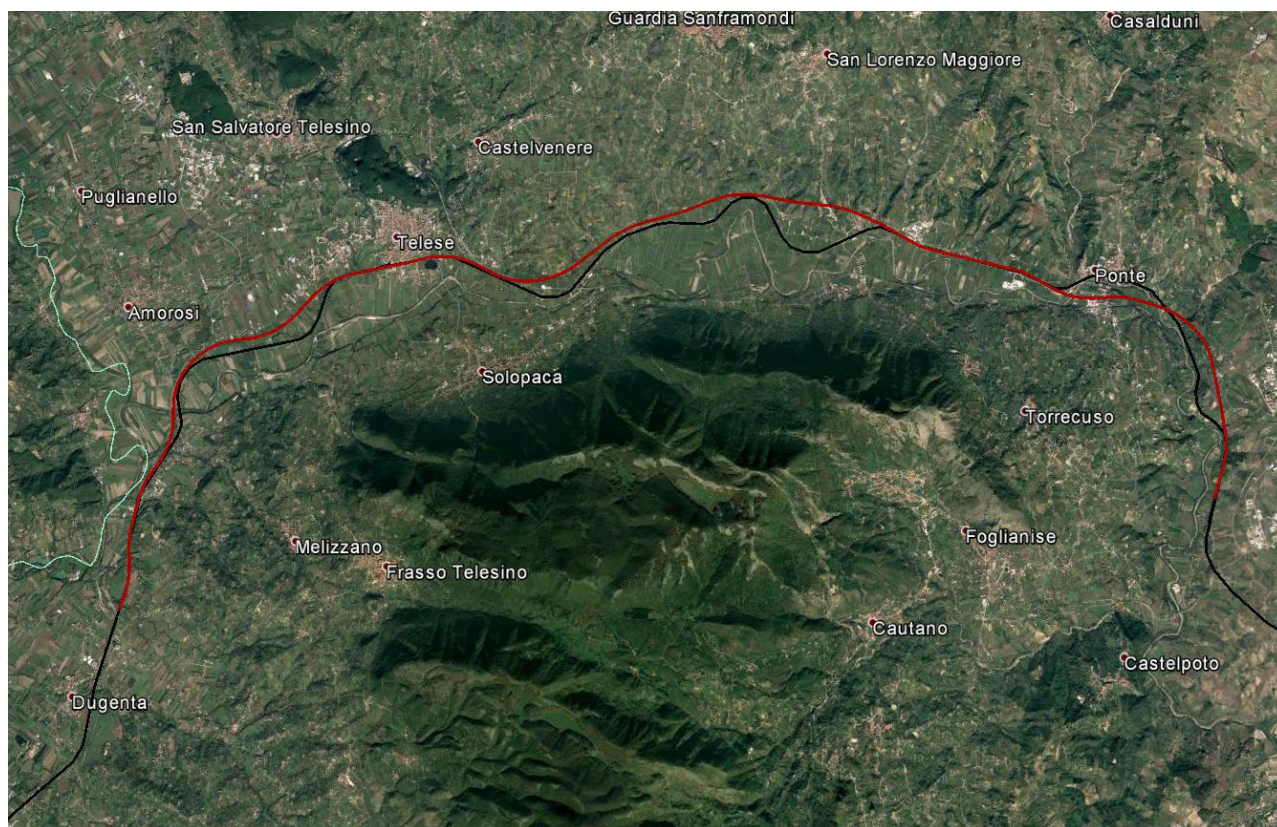 Guardia Sanframondi
Casalduni
San Lorenzo Maggiore
San Salvatore Telesino
Castelvenere
Puglianello
Telese
Ponte
Amorosi
Solopaca
Torrecuso
Foglianise
Melizzano
Frasso Telesino
Cautano
Castelpoto
Dugenta